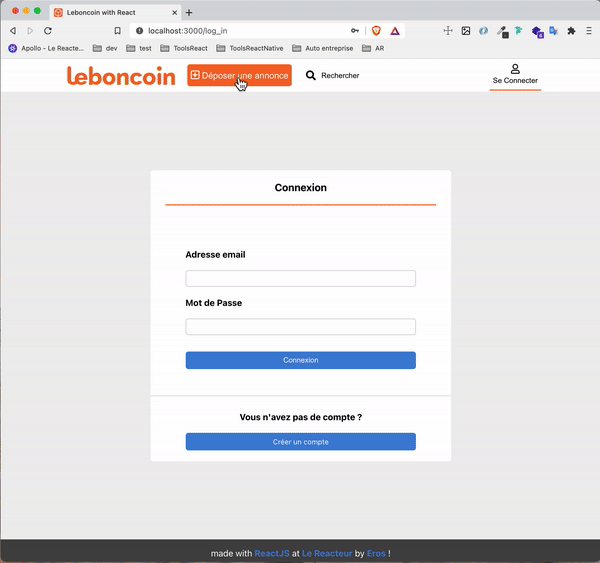 Leboncoin with React
localhost:3000/log_in
Apollo - Le Reacte... dev test ToolsReact ToolsReactNative Auto entreprise AR
leboncoin Déposer une annonce Rechercher Se Connecter
Connexion
Adresse email
Mot de Passe
Connexion
Vous n'avez pas de compte ?
Créer un compte
made with ReactJS at Le Reacteur by Eros !